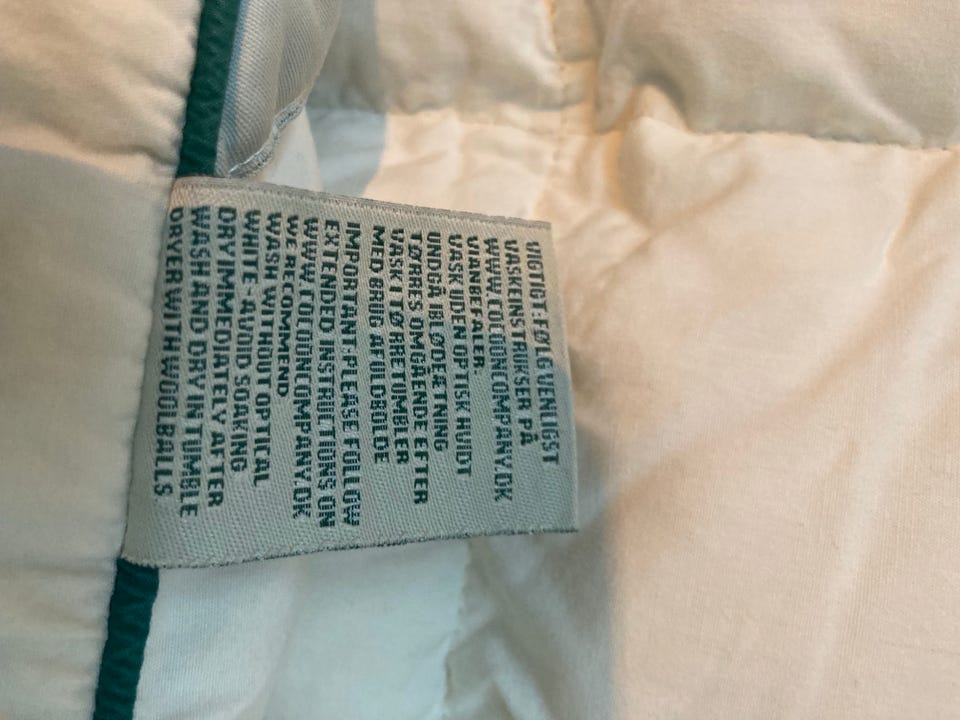 VIGTIGT: FØLG VENLIGST
VASKEINSTRUKSER PÅ
WWW.COCOONCOMPANY.DK
VI ANBEFALER
VASK UDEN OPTISK HVIDT
UNDGÅ IBLØDSÆTNING
TØRRES OMGÅENDE EFTER
VASK I TØRRETUMBLER
MED BRUG AF ULDBOLDE
IMPORTANT: PLEASE FOLLOW
EXTENDED INSTRUCTIONS ON
WWW.COCOONCOMPANY.DK
WE RECOMMEND
WASH WITHOUT OPTICAL
WHITE - AVOID SOAKING
DRY IMMEDIATELY AFTER
WASH AND DRY IN TUMBLE
DRYER WITH WOOLBALLS